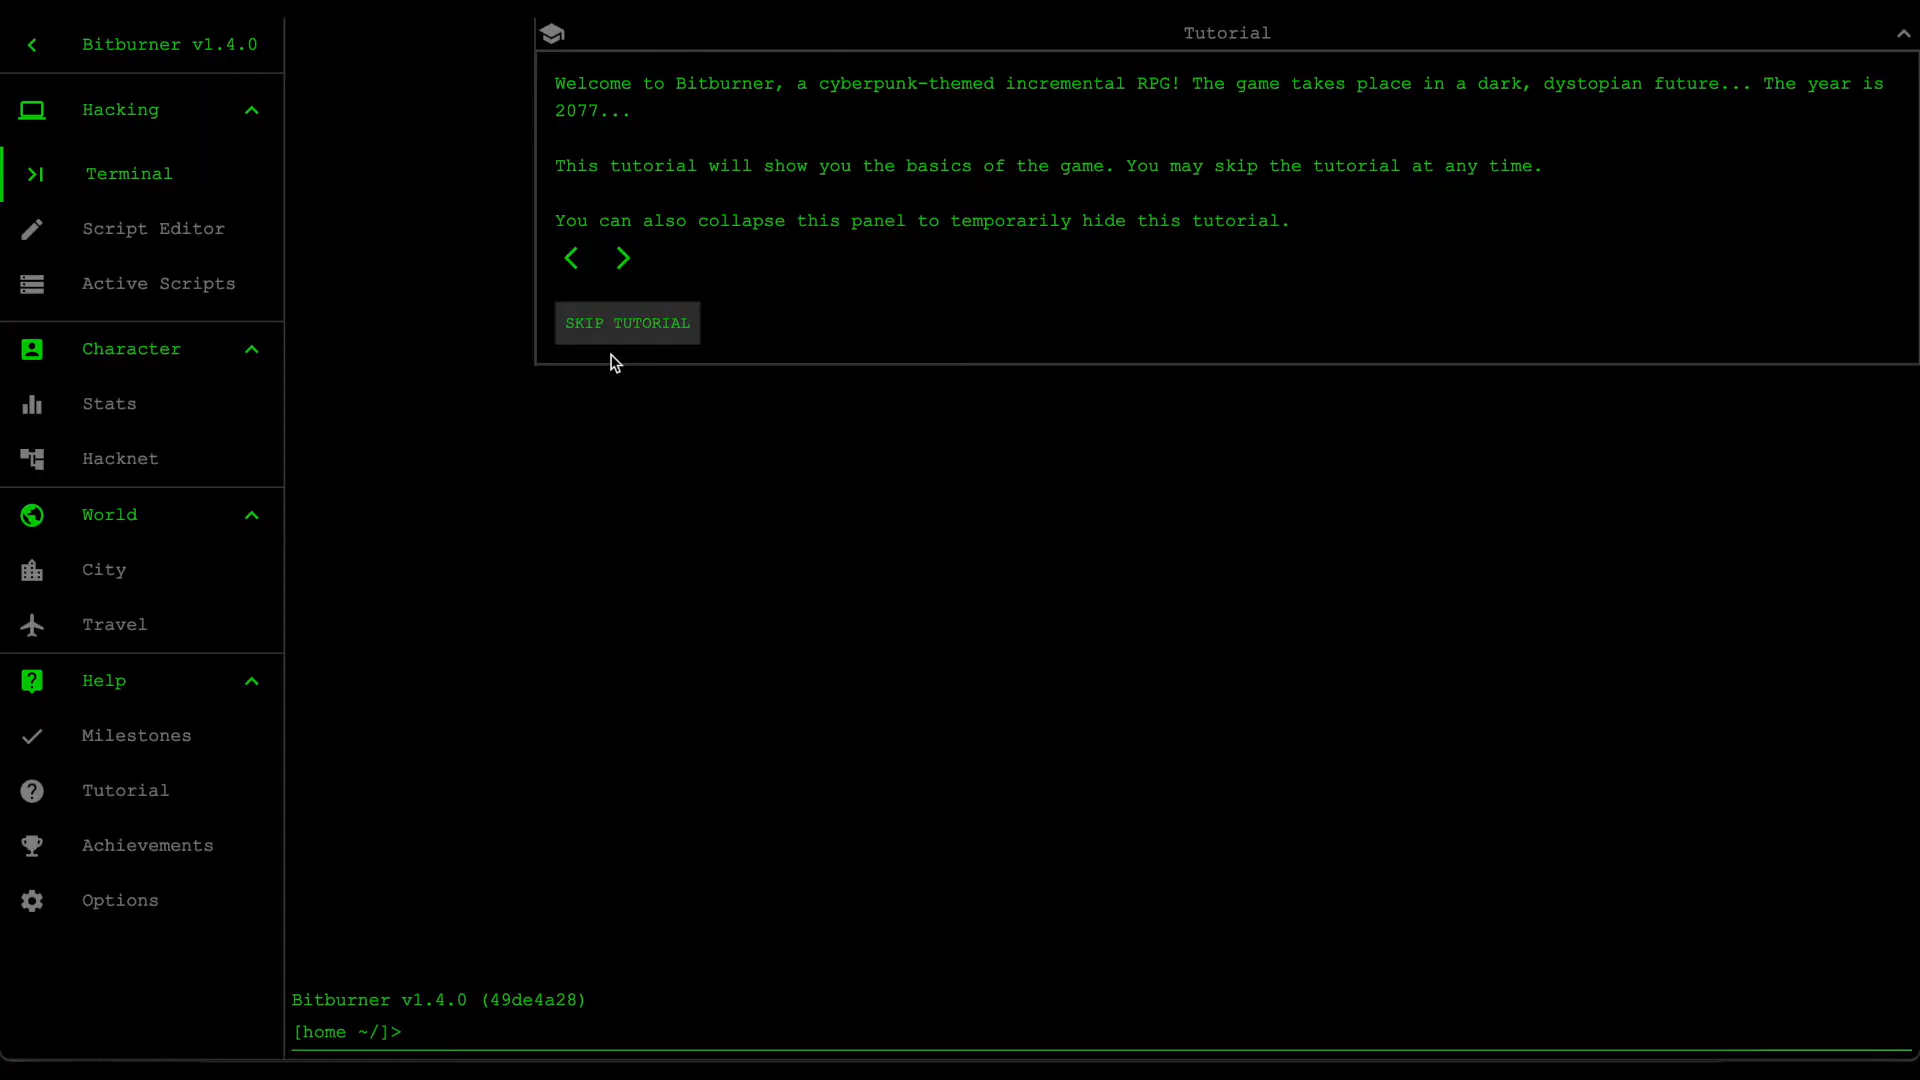 Bitburner v1.4.0
Hacking
Terminal
Script Editor
Active Scripts
Character
Stats
Hacknet
World
City
Travel
Help
Milestones
Tutorial
Achievements
Options
Tutorial
Welcome to Bitburner, a cyberpunk-themed incremental RPG! The game takes place in a dark, dystopian future... The year is
2077...
This tutorial will show you the basics of the game. You may skip the tutorial at any time.
You can also collapse this panel to temporarily hide this tutorial.
SKIP TUTORIAL
Bitburner v1.4.0 (49de4a28)
[home ~/]>